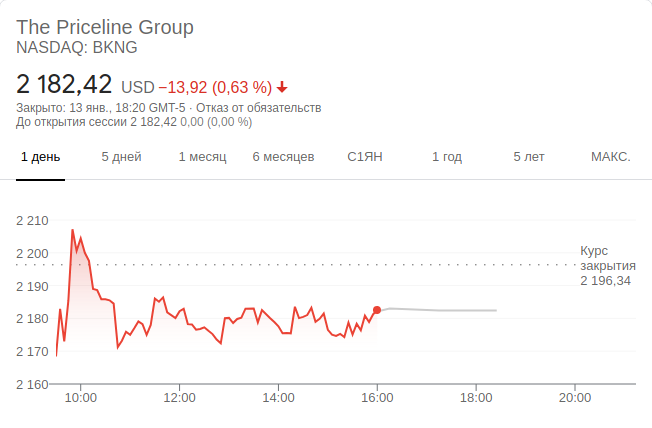 The Priceline Group
NASDAQ: BKNG
2 182,42 USD −13,92 (0,63 %)
Закрыто: 13 янв., 18:20 GMT-5 · Отказ от обязательств
До открытия сессии 2 182,42 0,00 (0,00 %)
1 день 5 дней 1 месяц 6 месяцев С1ЯН 1 год 5 лет МАКС.
2 210
2 200
2 190
2 180
2 170
2 160
Курс
закрытия
2 196,34
10:00 12:00 14:00 16:00 18:00 20:00